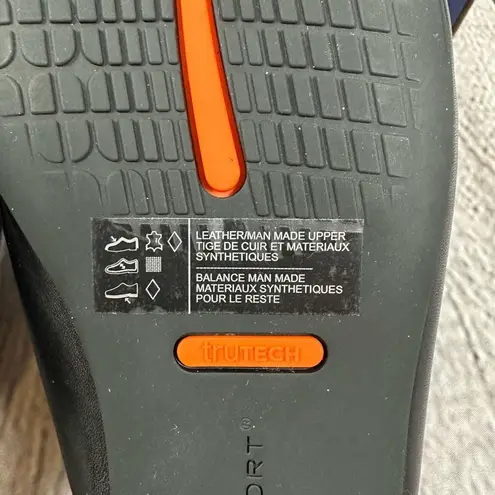 LEATHER/MAN MADE UPPER
TIGE DE CUIR ET MATERIAUX
SYNTHETIQUES
BALANCE MAN MADE
MATERIAUX SYNTHETIQUES
POUR LE RESTE
truTECH
ORT®